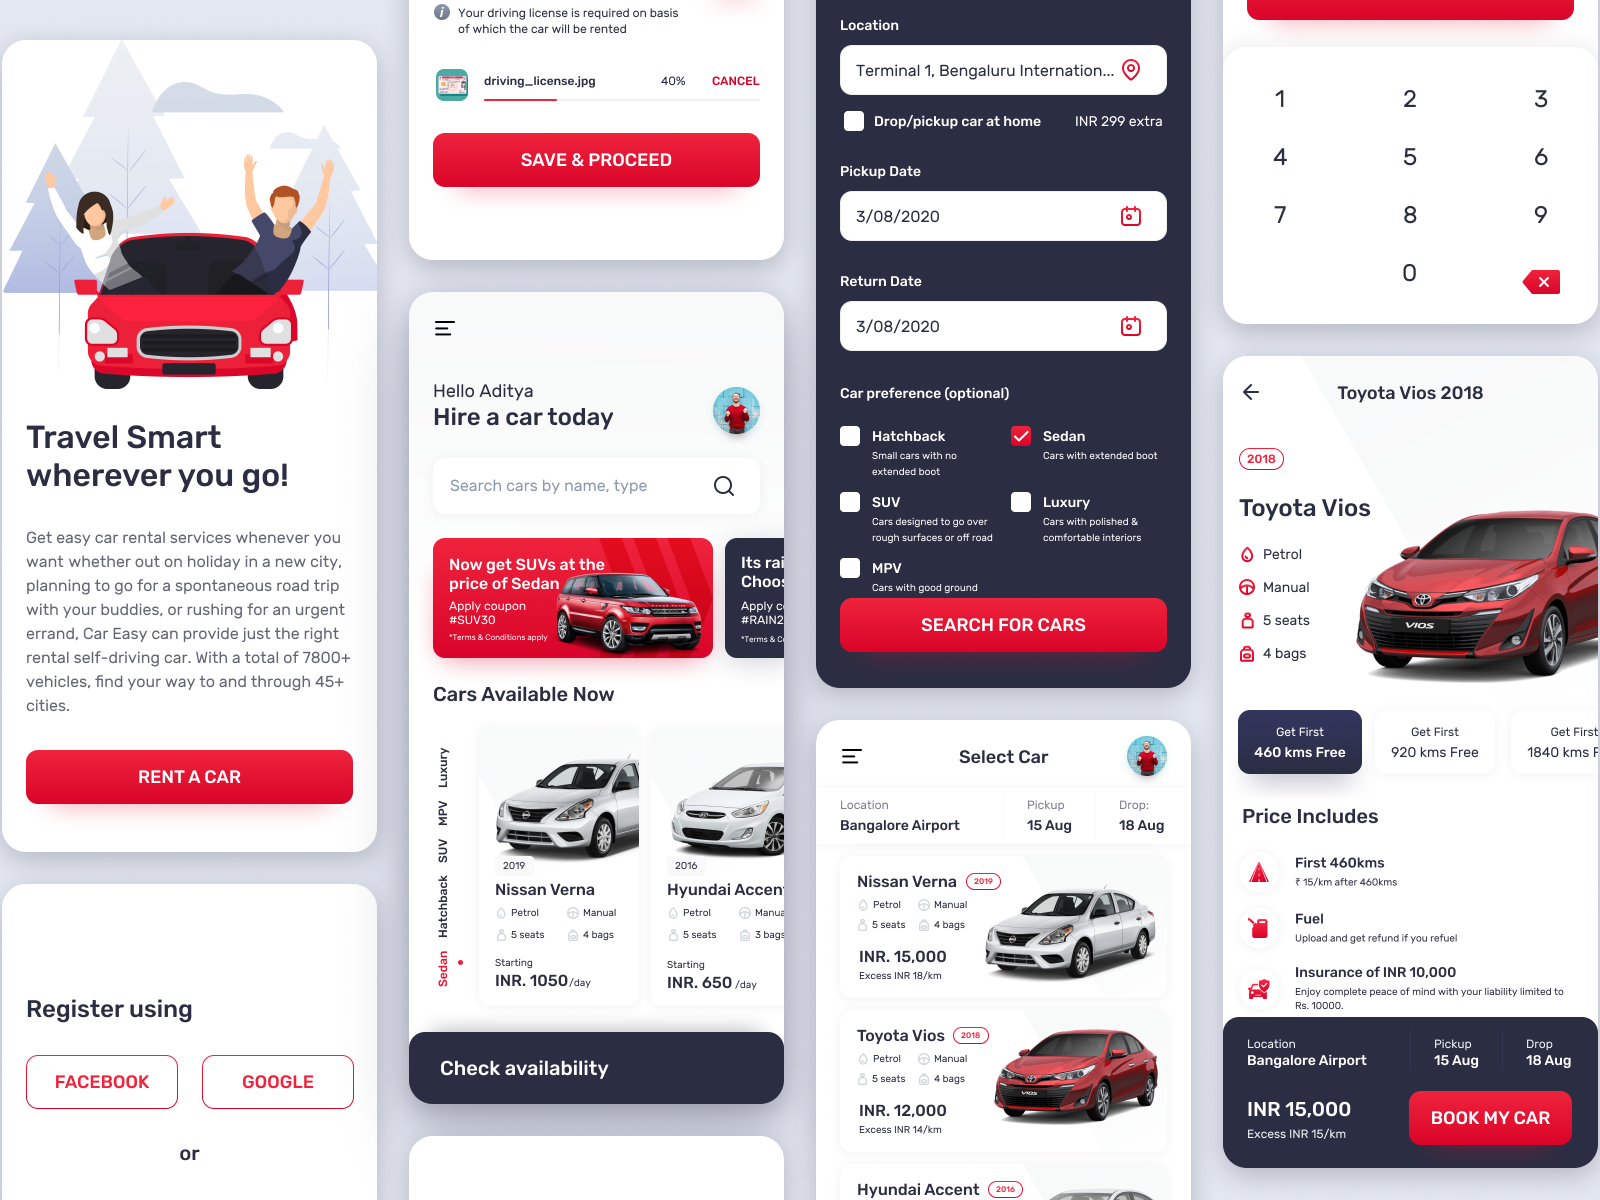 Travel Smart
wherever you go!
Get easy car rental services whenever you
want whether out on holiday in a new city,
planning to go for a spontaneous road trip
with your buddies, or rushing for an urgent
errand, Car Easy can provide just the right
rental self-driving car. With a total of 7800+
vehicles, find your way to and through 45+
cities.
RENT A CAR
Register using
FACEBOOK
GOOGLE
or
Your driving license is required on basis
of which the car will be rented
driving_license.jpg
40%
CANCEL
SAVE & PROCEED
Hello Aditya
Hire a car today
Search cars by name, type
Now get SUVs at the
price of Sedan
Apply coupon
#SUV30
*Terms & Conditions apply
Its rai
Choos
Apply co
#RAIN2
*Terms & Co
Cars Available Now
Luxury
MPV
SUV
Hatchback
Sedan
2019
Nissan Verna
Petrol
Manual
5 seats
4 bags
Starting
INR. 1050/day
2016
Hyundai Accent
Petrol
Manua
5 seats
3 bags
Starting
INR. 650 /day
Check availability
Location
Terminal 1, Bengaluru Internation...
Drop/pickup car at home
INR 299 extra
Pickup Date
3/08/2020
Return Date
3/08/2020
Car preference (optional)
Hatchback
Small cars with no
extended boot
Sedan
Cars with extended boot
SUV
Cars designed to go over
rough surfaces or off road
Luxury
Cars with polished &
comfortable interiors
MPV
Cars with good ground
SEARCH FOR CARS
Select Car
Location
Bangalore Airport
Pickup
15 Aug
Drop:
18 Aug
Nissan Verna
2019
Petrol
Manual
5 seats
4 bags
INR. 15,000
Excess INR 18/km
Toyota Vios
2018
Petrol
Manual
5 seats
4 bags
INR. 12,000
Excess INR 14/km
VIOS
Hyundai Accent
2016
1
2
3
4
5
6
7
8
9
0
Toyota Vios 2018
2018
Toyota Vios
Petrol
Manual
5 seats
4 bags
VIOS
Get First
460 kms Free
Get First
920 kms Free
Get First
1840 kms F
Price Includes
First 460kms
₹ 15/km after 460kms
Fuel
Upload and get refund if you refuel
Insurance of INR 10,000
Enjoy complete peace of mind with your liability limited to
Rs. 10000.
Location
Bangalore Airport
Pickup
15 Aug
Drop
18 Aug
INR 15,000
Excess INR 15/km
BOOK MY CAR